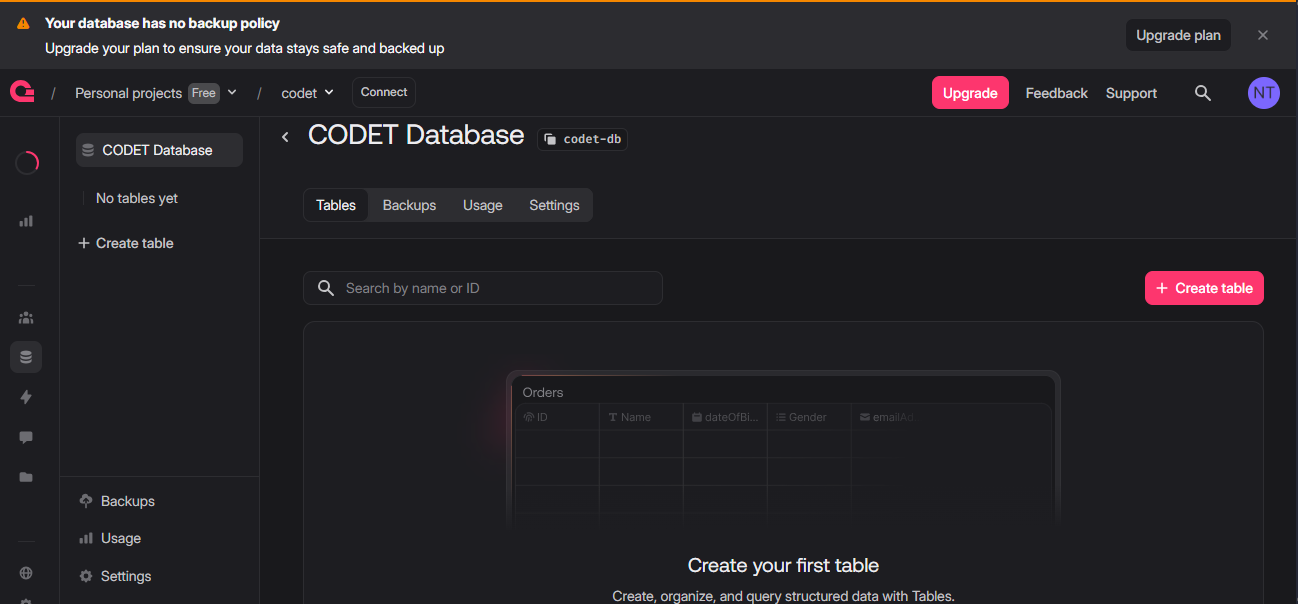 Your database has no backup policy
Upgrade your plan to ensure your data stays safe and backed up
Upgrade plan
/ Personal projects Free / codet Connect
Upgrade Feedback Support NT
CODET Database
No tables yet
+ Create table
Backups
Usage
Settings
CODET Database codet-db
Tables Backups Usage Settings
Search by name or ID
+ Create table
Orders
ID Name dateOfBi... Gender emailAd
Create your first table
Create, organize, and query structured data with Tables.